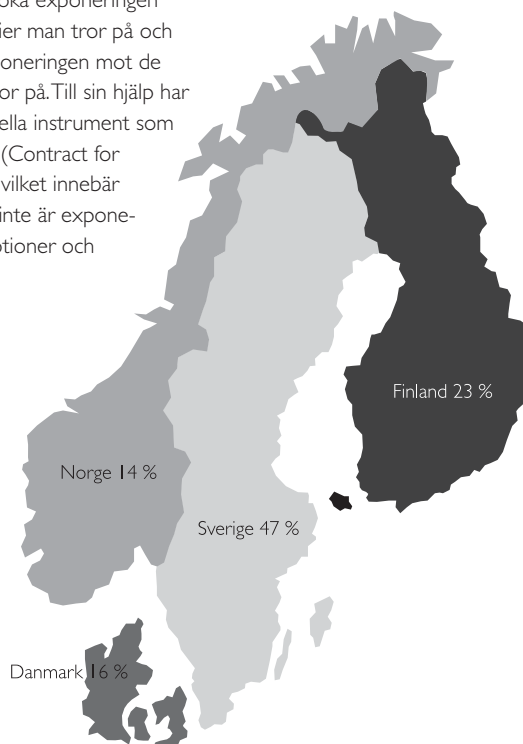 öka exponeringen
ier man tror på och
oneringen mot de
or på. Till sin hjälp har
ella instrument som
(Contract for
vilket innebär
inte är expone-
otioner och
Finland 23 %
Norge 14 %
Sverige 47 %
Danmark 16 %